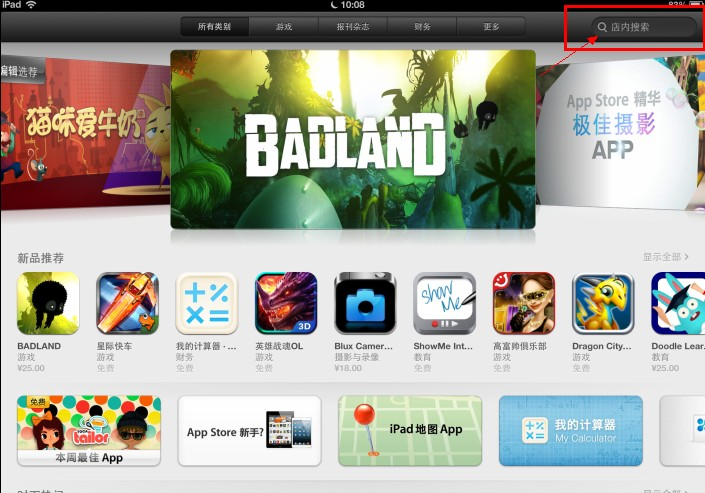 iPad
10:08
83%
所有类别
游戏
报刊杂志
财务
更多
店内搜索
编辑选荐
猫咪爱牛奶
BADLAND
App Store 精华
极佳摄影
APP
新品推荐
显示全部 >
3D
show
Me
BADLAND
游戏
¥25.00
星际快车
游戏
免费
我的计算器 · ...
财务
免费
英雄战魂OL
游戏
免费
Blux Camer...
摄影与录像
¥18.00
ShowMe Int...
教育
免费
高富帅俱乐部
游戏
免费
Dragon City...
游戏
免费
Doodle Lear...
教育
¥25.00
免费
tailor
本周最佳 App
App Store 新手?
iPad 地图 App
我的计算器
My Calculator
显示全部 >